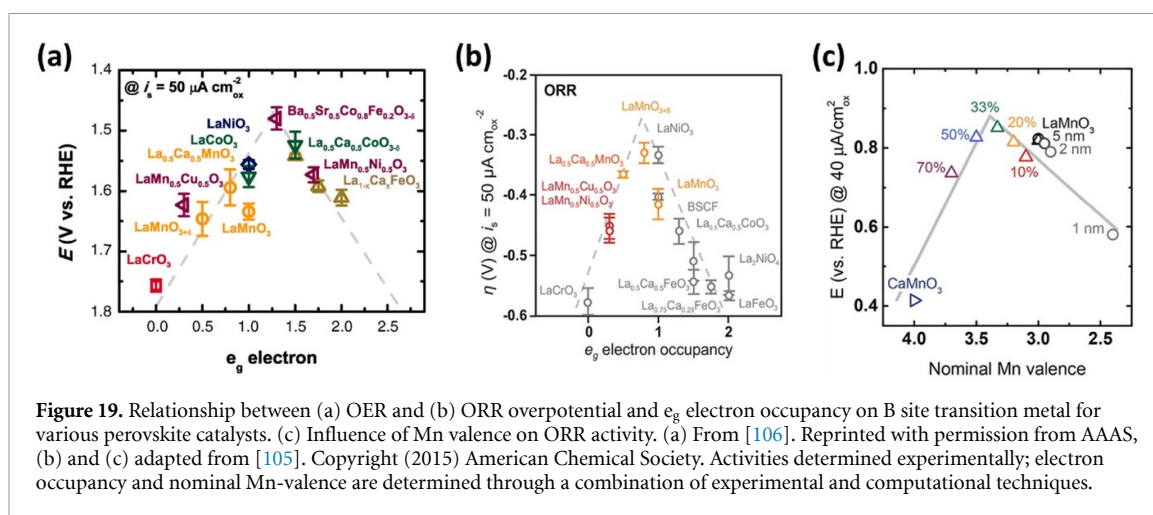 (a)
@ iₛ = 50 μA cm⁻²ₒₓ
E (V vs. RHE)
1.4
1.5
1.6
1.7
1.8
Ba₀.₅Sr₀.₅Co₀.₈Fe₀.₂O₃₋δ
LaNiO₃
LaCoO₃
La₀.₅Ca₀.₅CoO₃₋δ
La₀.₅Ca₀.₅MnO₃
LaMn₀.₅Ni₀.₅O₃
LaMn₀.₅Cu₀.₅O₃
La₁₋ₓCaₓFeO₃
LaMnO₃₊δ
LaMnO₃
LaCrO₃
0.0 0.5 1.0 1.5 2.0 2.5
e_g electron
(b)
ORR
η (V) @ iₛ = 50 μA cmₒₓ⁻²
-0.2
-0.3
-0.4
-0.5
-0.6
LaMnO₃₊δ
LaNiO₃
La₀.₅Ca₀.₅MnO₃
LaMn₀.₅Cu₀.₅O₃
LaMnO₃
LaMn₀.₅Ni₀.₅O₃
BSCF
La₀.₅Ca₀.₅CoO₃
La₂NiO₄
La₀.₅Ca₀.₅FeO₃
LaCrO₃
La₀.₇₅Ca₀.₂₅FeO₃
LaFeO₃
0 1 2
e_g electron occupancy
(c)
E (vs. RHE) @ 40 μA/cm²ₒₓ
1.0
0.8
0.6
0.4
33%
20%
LaMnO₃
50%
5 nm
2 nm
70%
10%
1 nm
CaMnO₃
4.0 3.5 3.0 2.5
Nominal Mn valence
Figure 19. Relationship between (a) OER and (b) ORR overpotential and e_g electron occupancy on B site transition metal for
various perovskite catalysts. (c) Influence of Mn valence on ORR activity. (a) From [106]. Reprinted with permission from AAAS,
(b) and (c) adapted from [105]. Copyright (2015) American Chemical Society. Activities determined experimentally; electron
occupancy and nominal Mn-valence are determined through a combination of experimental and computational techniques.